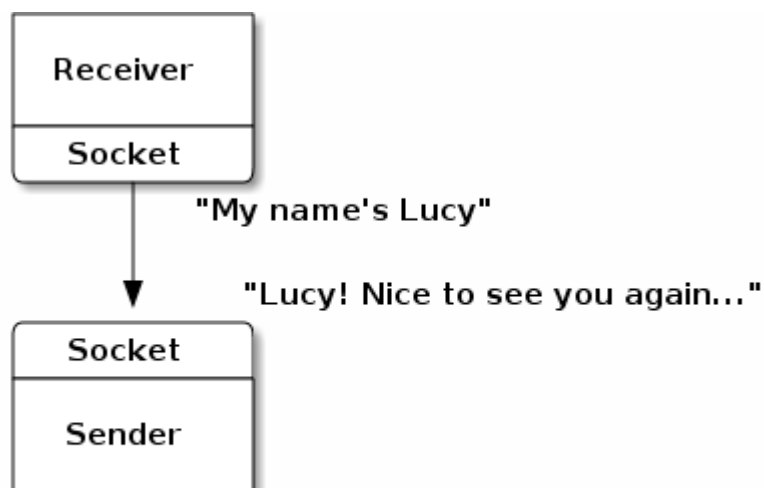 Receiver
Socket
"My name's Lucy"
"Lucy! Nice to see you again..."
Socket
Sender